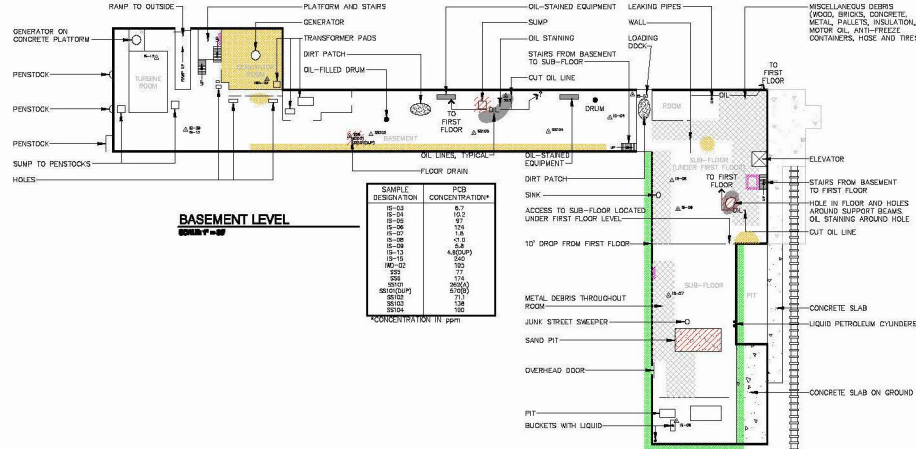 RAMP TO OUTSIDE
PLATFORM AND STAIRS
GENERATOR
TRANSFORMER PADS
DIRT PATCH
OIL-FILLED DRUM
OIL-STAINED EQUIPMENT
SUMP
OIL STAINING
STAIRS FROM BASEMENT
TO SUB-FLOOR
CUT OIL LINE
LEAKING PIPES
WALL
LOADING
DOCK
MISCELLANEOUS DEBRIS
(WOOD, BRICKS, CONCRETE,
METAL, PALLETS, INSULATION,
MOTOR OIL, ANTI-FREEZE
CONTAINERS, HOSE AND TIRES
GENERATOR ON
CONCRETE PLATFORM
PENSTOCK
PENSTOCK
PENSTOCK
SUMP TO PENSTOCKS
HOLES
TURBINE
ROOM
ROOM
BASEMENT
TO
FIRST
FLOOR
DRUM
OIL LINES, TYPICAL
FLOOR DRAIN
OIL-STAINED
EQUIPMENT
DIRT PATCH
SINK
ACCESS TO SUB-FLOOR LOCATED
UNDER FIRST FLOOR LEVEL
10' DROP FROM FIRST FLOOR
ROOM
OIL
TO
FIRST
FLOOR
SUB-FLOOR
(UNDER FIRST FLOOR)
TO FIRST
FLOOR
OIL
ELEVATOR
STAIRS FROM BASEMENT
TO FIRST FLOOR
HOLE IN FLOOR AND HOLES
AROUND SUPPORT BEAMS.
OIL STAINING AROUND HOLE
CUT OIL LINE
BASEMENT LEVEL
SAMPLE DESIGNATION PCB CONCENTRATION*
IS-03 6.7
IS-04 10.2
IS-05 97
IS-06 124
IS-07 1.8
IS-08 <1.0
IS-09 5.8
IS-13 4.8(DUP)
IS-15 240
193
SS5 77
SS6 174
SS101 262(A)
SS101(DUP) 570(B)
SS102 71.1
SS103 138
SS104 100
*CONCENTRATION IN ppm
SUB-FLOOR
PIT
METAL DEBRIS THROUGHOUT
ROOM
JUNK STREET SWEEPER
SAND PIT
OVERHEAD DOOR
PIT
BUCKETS WITH LIQUID
CONCRETE SLAB
LIQUID PETROLEUM CYLINDERS
CONCRETE SLAB ON GROUND